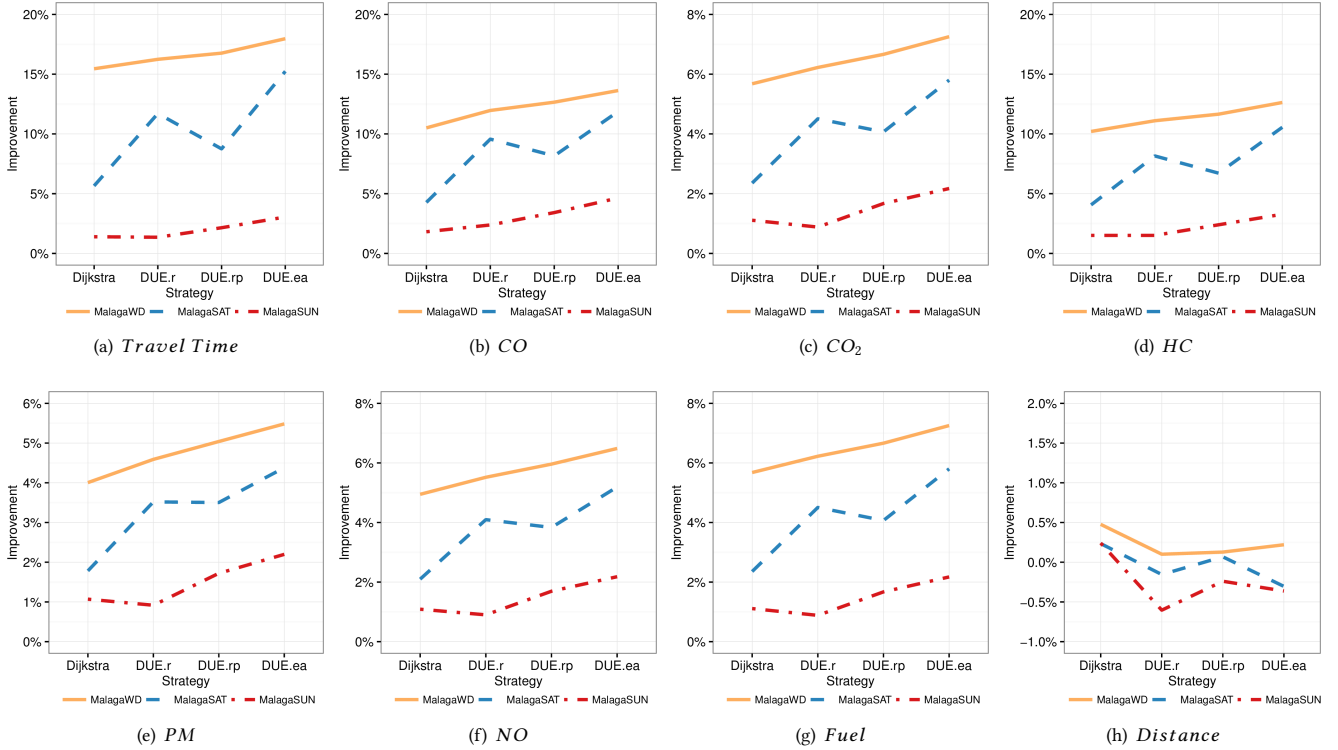 20%
15%
10%
5%
0%
Improvement
Dijkstra DUE.r DUE.rp DUE.ea
Strategy
MalagaWD MalagaSAT MalagaSUN
(a) Travel Time
20%
15%
10%
5%
0%
Improvement
Dijkstra DUE.r DUE.rp DUE.ea
Strategy
MalagaWD MalagaSAT MalagaSUN
(b) CO
8%
6%
4%
2%
0%
Improvement
Dijkstra DUE.r DUE.rp DUE.ea
Strategy
MalagaWD MalagaSAT MalagaSUN
(c) CO₂
20%
15%
10%
5%
0%
Improvement
Dijkstra DUE.r DUE.rp DUE.ea
Strategy
MalagaWD MalagaSAT MalagaSUN
(d) HC
6%
5%
4%
3%
2%
1%
0%
Improvement
Dijkstra DUE.r DUE.rp DUE.ea
Strategy
MalagaWD MalagaSAT MalagaSUN
(e) PM
8%
6%
4%
2%
0%
Improvement
Dijkstra DUE.r DUE.rp DUE.ea
Strategy
MalagaWD MalagaSAT MalagaSUN
(f) NO
8%
6%
4%
2%
0%
Improvement
Dijkstra DUE.r DUE.rp DUE.ea
Strategy
MalagaWD MalagaSAT MalagaSUN
(g) Fuel
2.0%
1.5%
1.0%
0.5%
0.0%
−0.5%
−1.0%
Improvement
Dijkstra DUE.r DUE.rp DUE.ea
Strategy
MalagaWD MalagaSAT MalagaSUN
(h) Distance